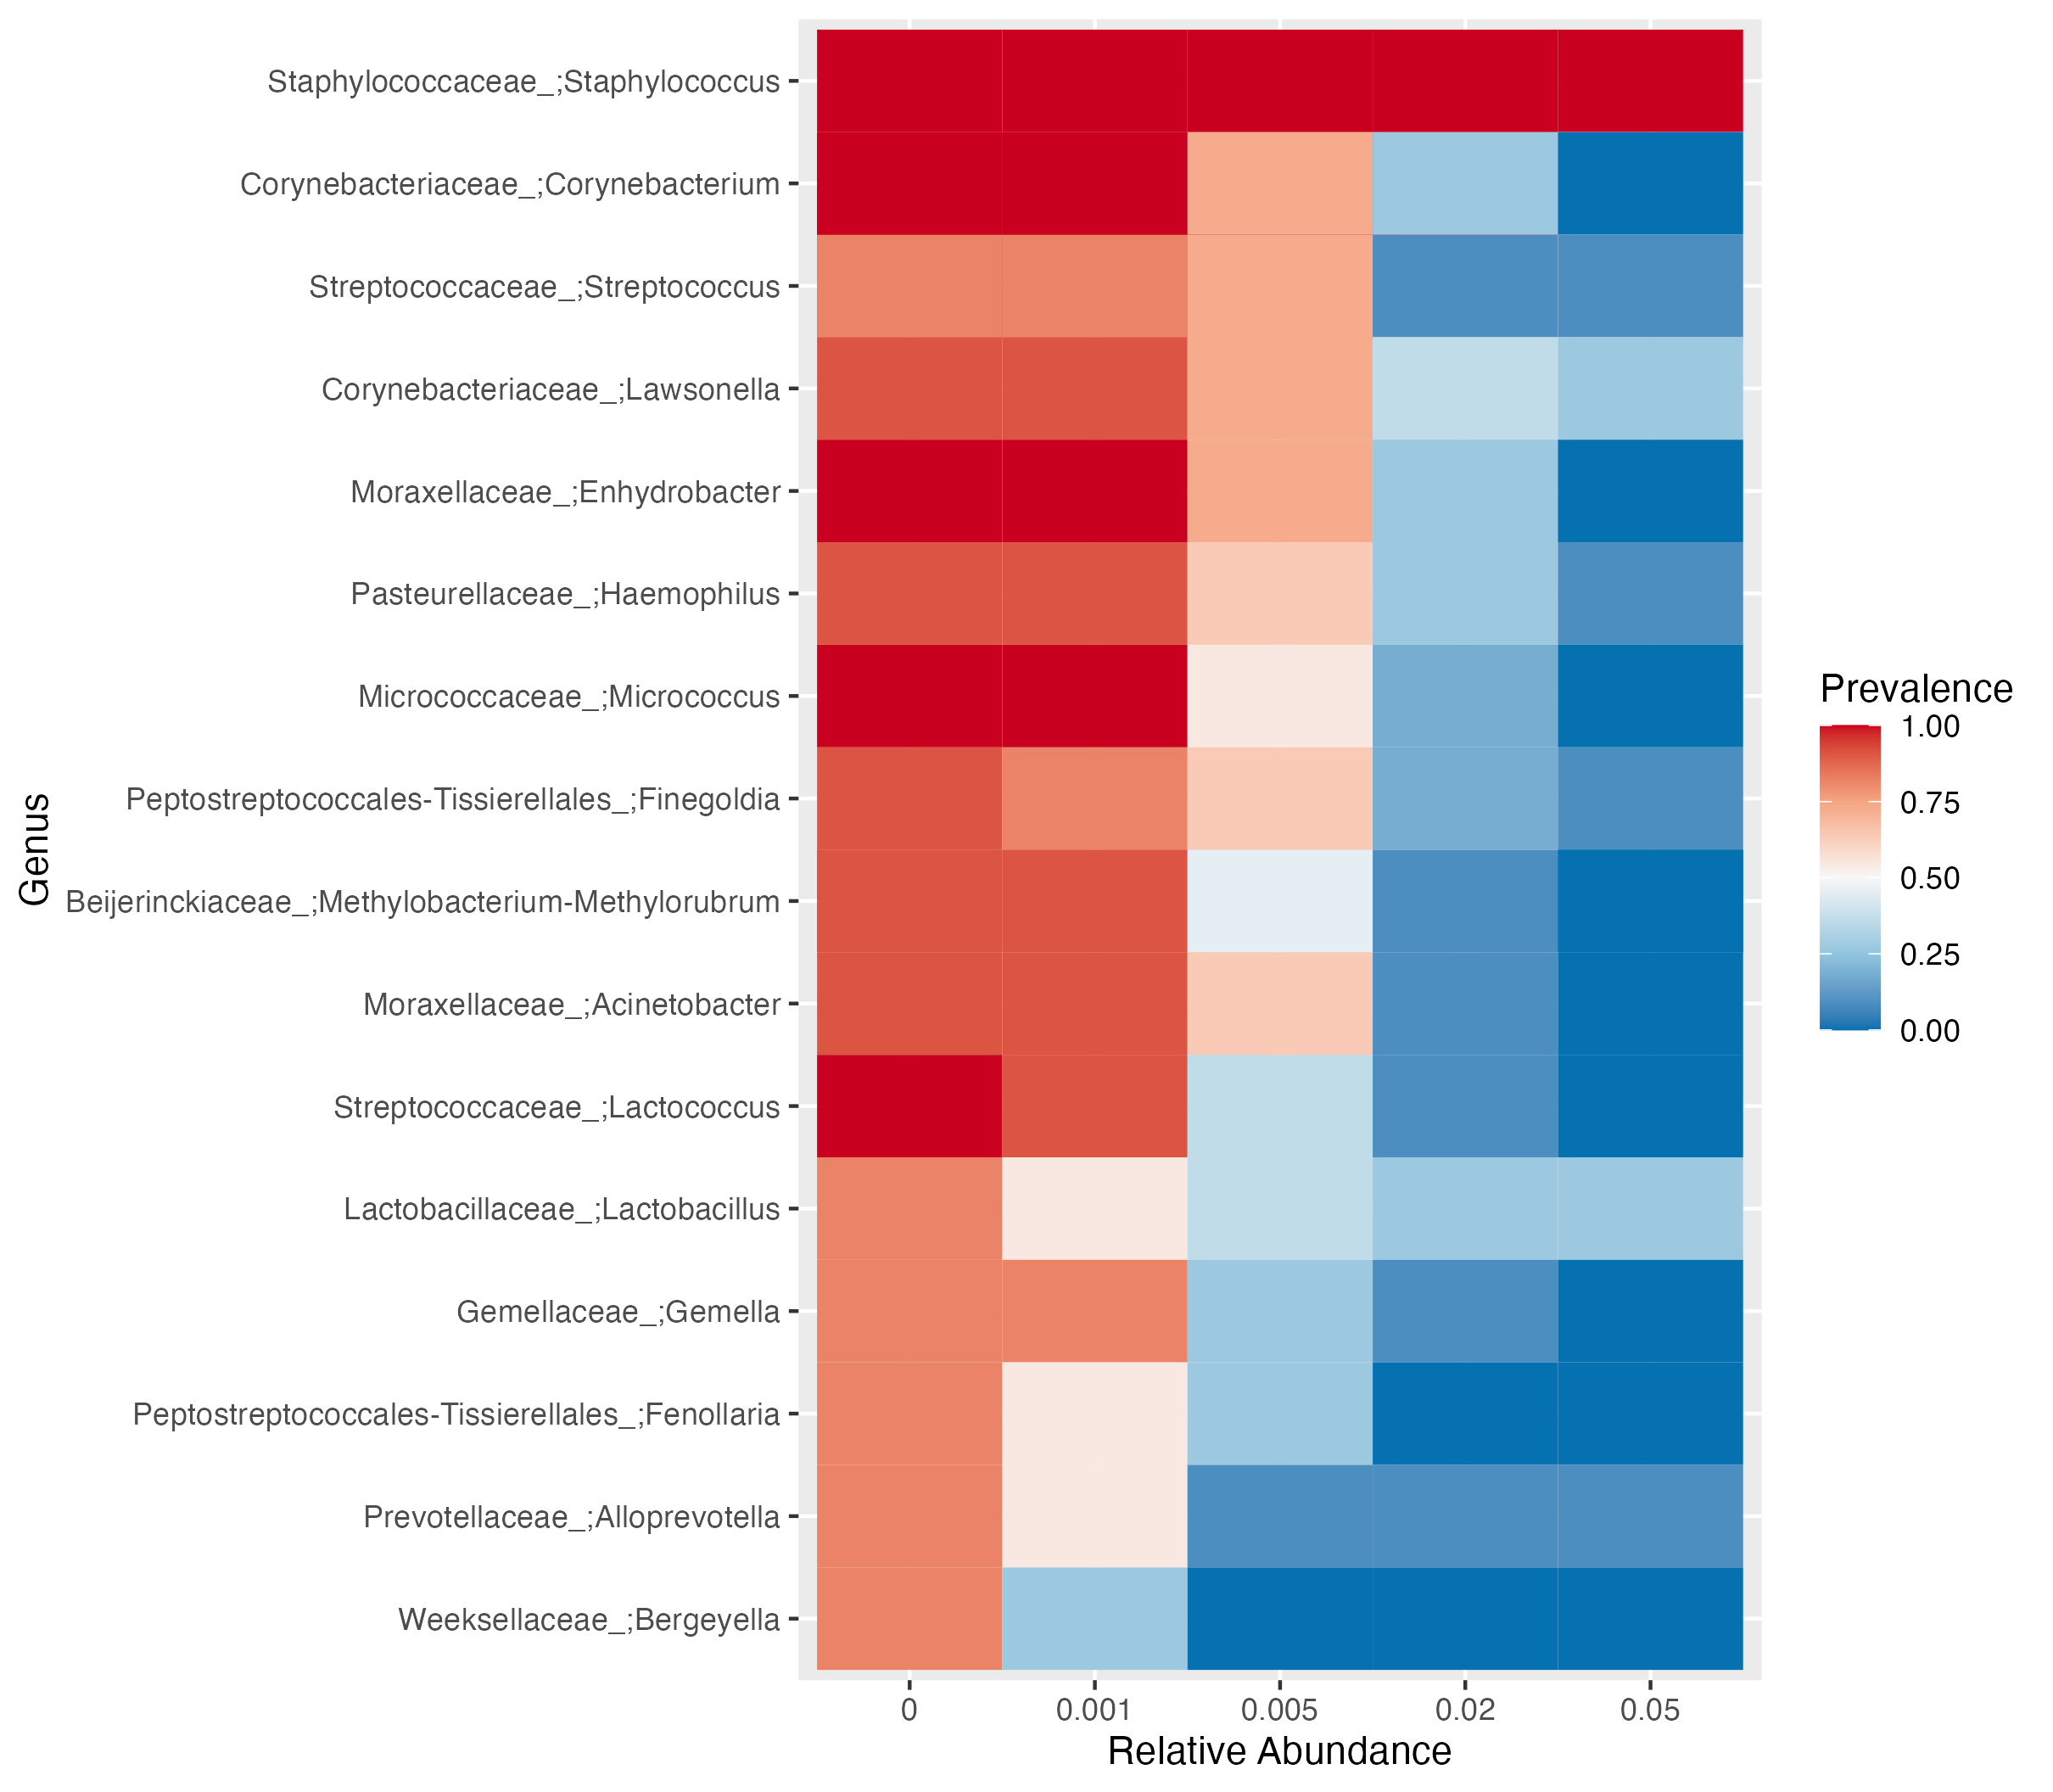 Genus
Staphylococcaceae_;Staphylococcus
Corynebacteriaceae_;Corynebacterium
Streptococcaceae_;Streptococcus
Corynebacteriaceae_;Lawsonella
Moraxellaceae_;Enhydrobacter
Pasteurellaceae_;Haemophilus
Micrococcaceae_;Micrococcus
Peptostreptococcales-Tissierellales_;Finegoldia
Beijerinckiaceae_;Methylobacterium-Methylorubrum
Moraxellaceae_;Acinetobacter
Streptococcaceae_;Lactococcus
Lactobacillaceae_;Lactobacillus
Gemellaceae_;Gemella
Peptostreptococcales-Tissierellales_;Fenollaria
Prevotellaceae_;Alloprevotella
Weeksellaceae_;Bergeyella
0 0.001 0.005 0.02 0.05
Relative Abundance
Prevalence
1.00
0.75
0.50
0.25
0.00